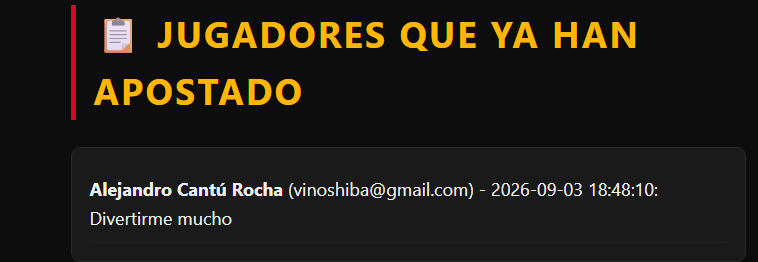 📋 JUGADORES QUE YA HAN
APOSTADO
Alejandro Cantú Rocha (vinoshiba@gmail.com) - 2026-09-03 18:48:10:
Divertirme mucho